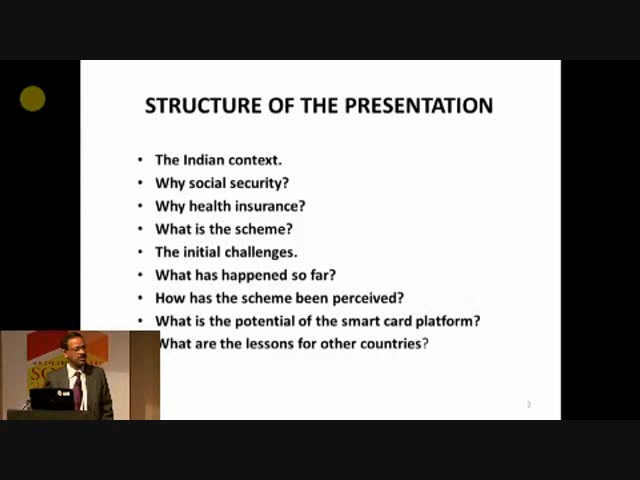 STRUCTURE OF THE PRESENTATION
• The Indian context.
• Why social security?
• Why health insurance?
• What is the scheme?
• The initial challenges.
• What has happened so far?
• How has the scheme been perceived?
• What is the potential of the smart card platform?
What are the lessons for other countries?
2